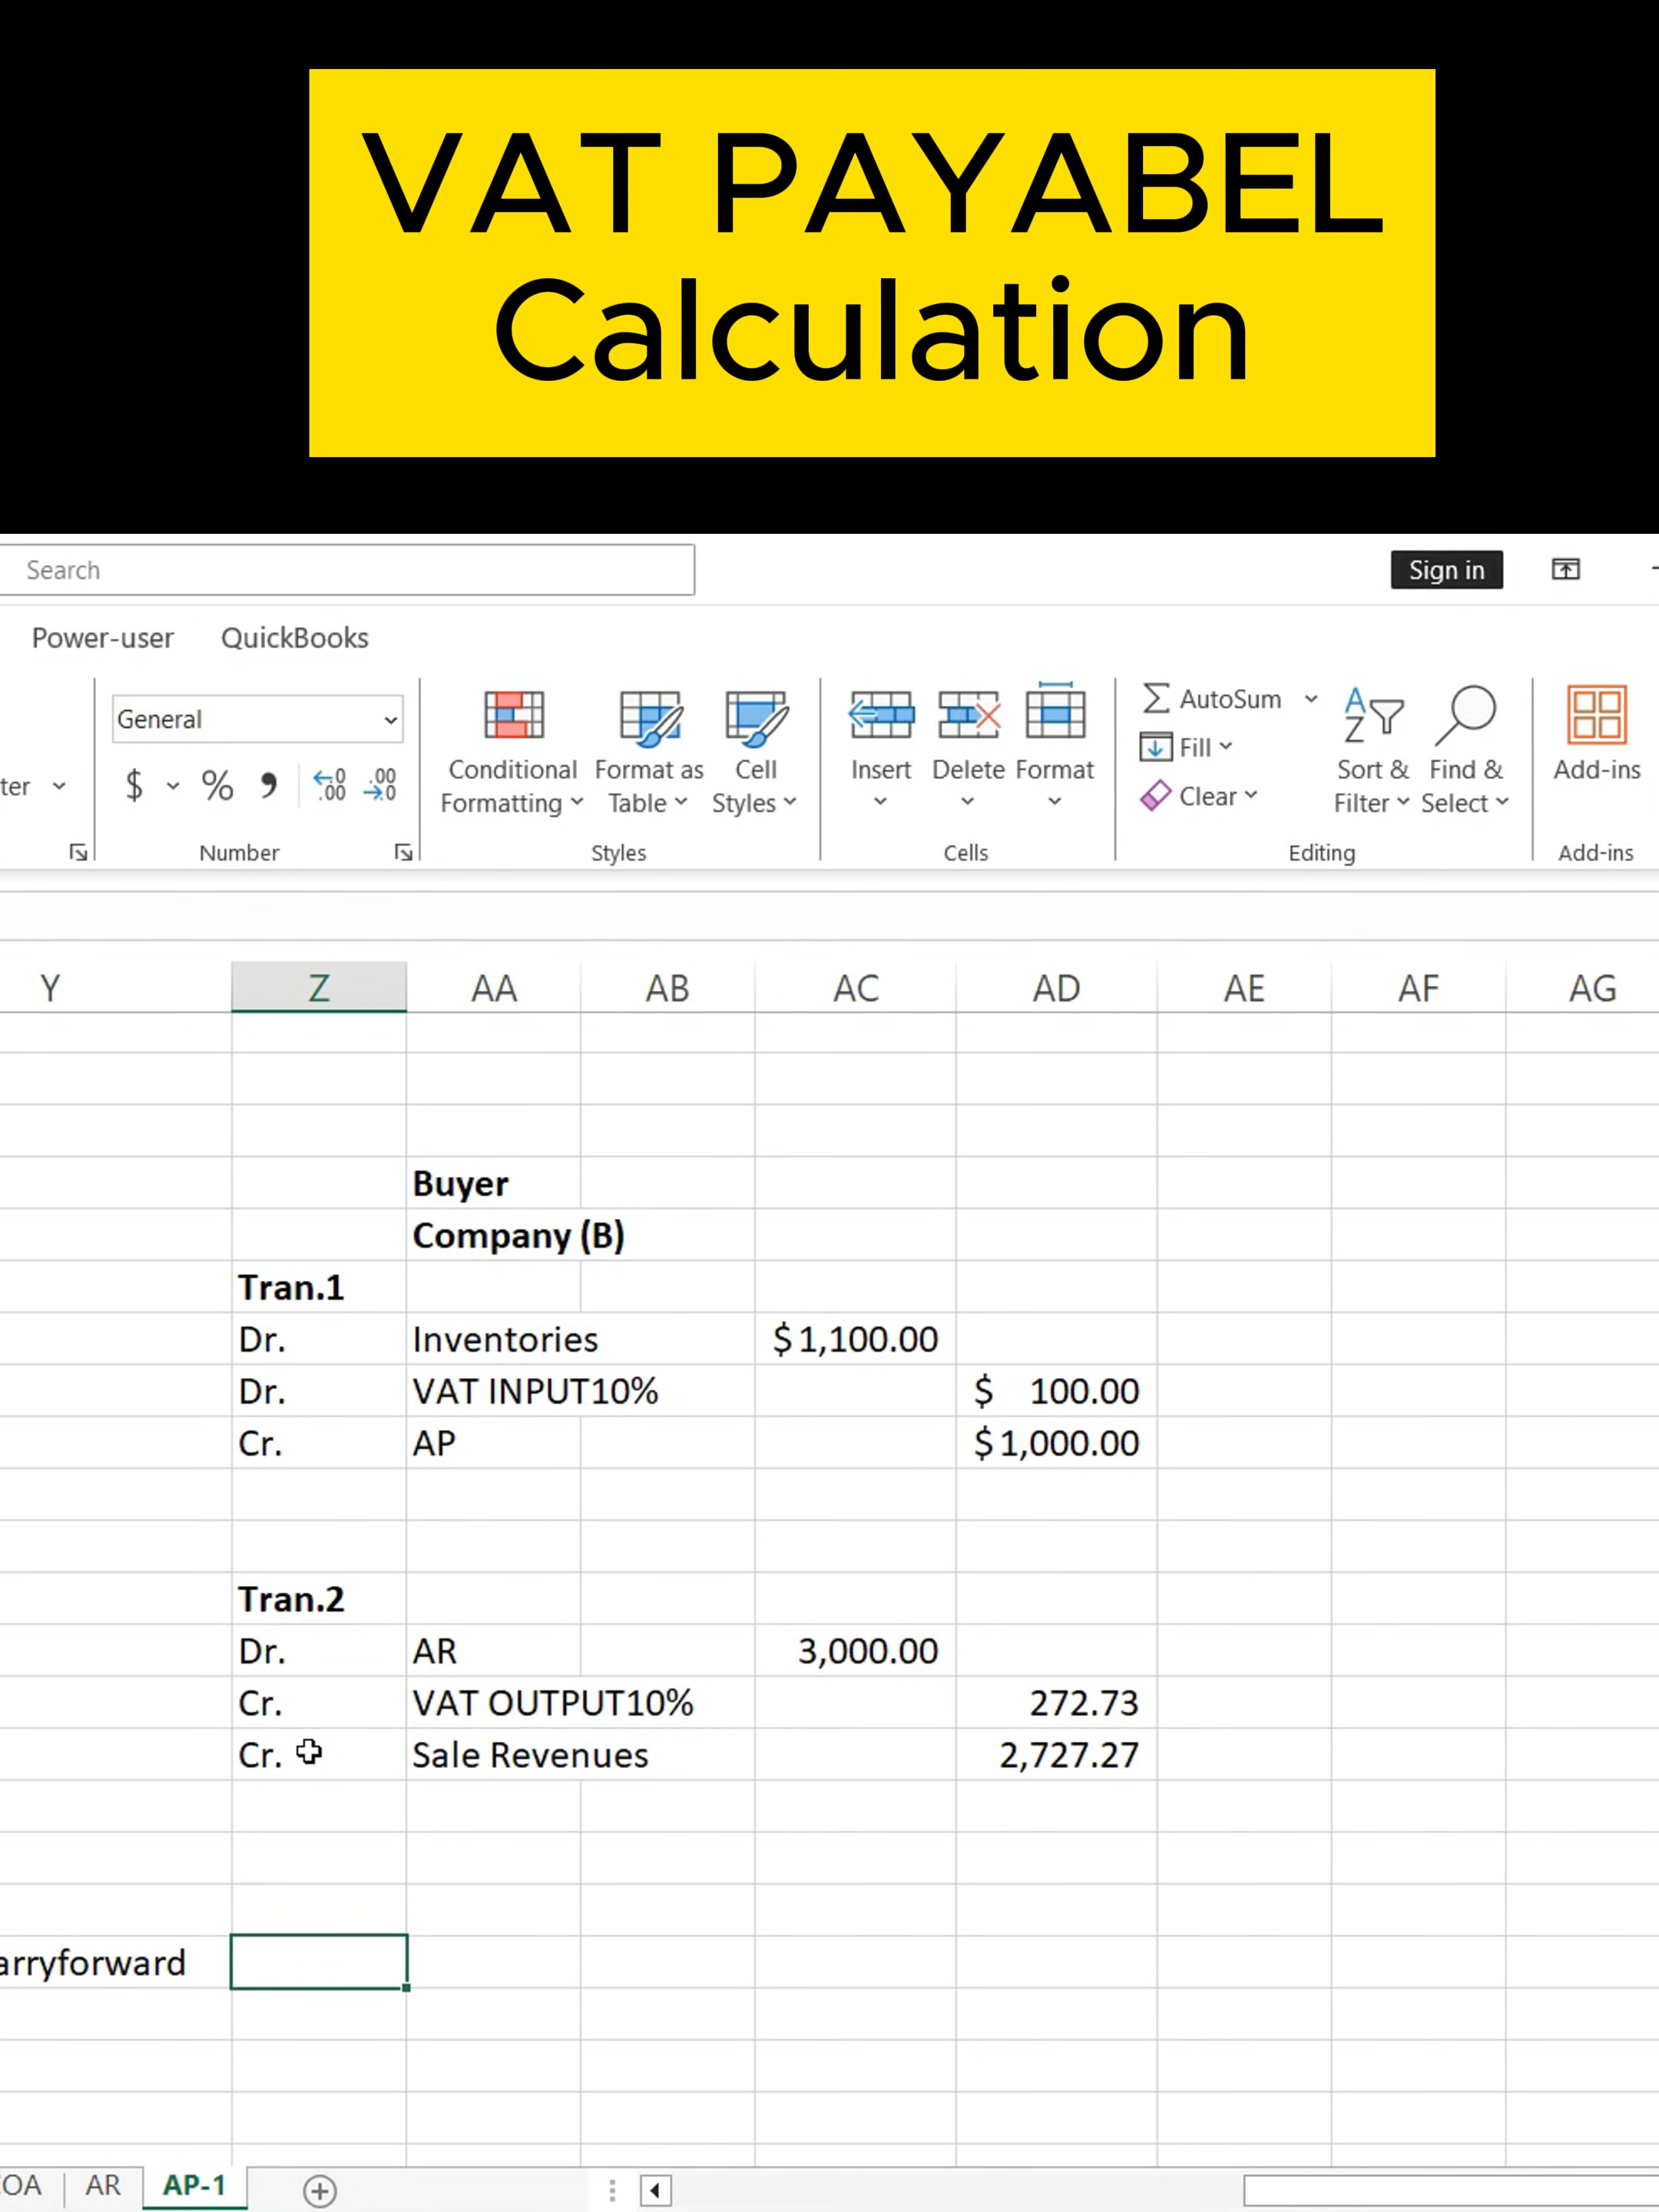 VAT PAYABEL
Calculation
Search
Sign in
Power-user QuickBooks
General
ter $ % , .00 .00
Conditional Formatting
Format as Table
Cell Styles
Insert Delete Format
AutoSum
Fill
Clear
Sort & Filter
Find & Select
Add-ins
Number Styles Cells Editing Add-ins
Y Z AA AB AC AD AE AF AG
Buyer
Company (B)
Tran.1
Dr. Inventories $1,100.00
Dr. VAT INPUT10% $ 100.00
Cr. AP $1,000.00
Tran.2
Dr. AR 3,000.00
Cr. VAT OUTPUT10% 272.73
Cr. Sale Revenues 2,727.27
arryforward
OA AR AP-1